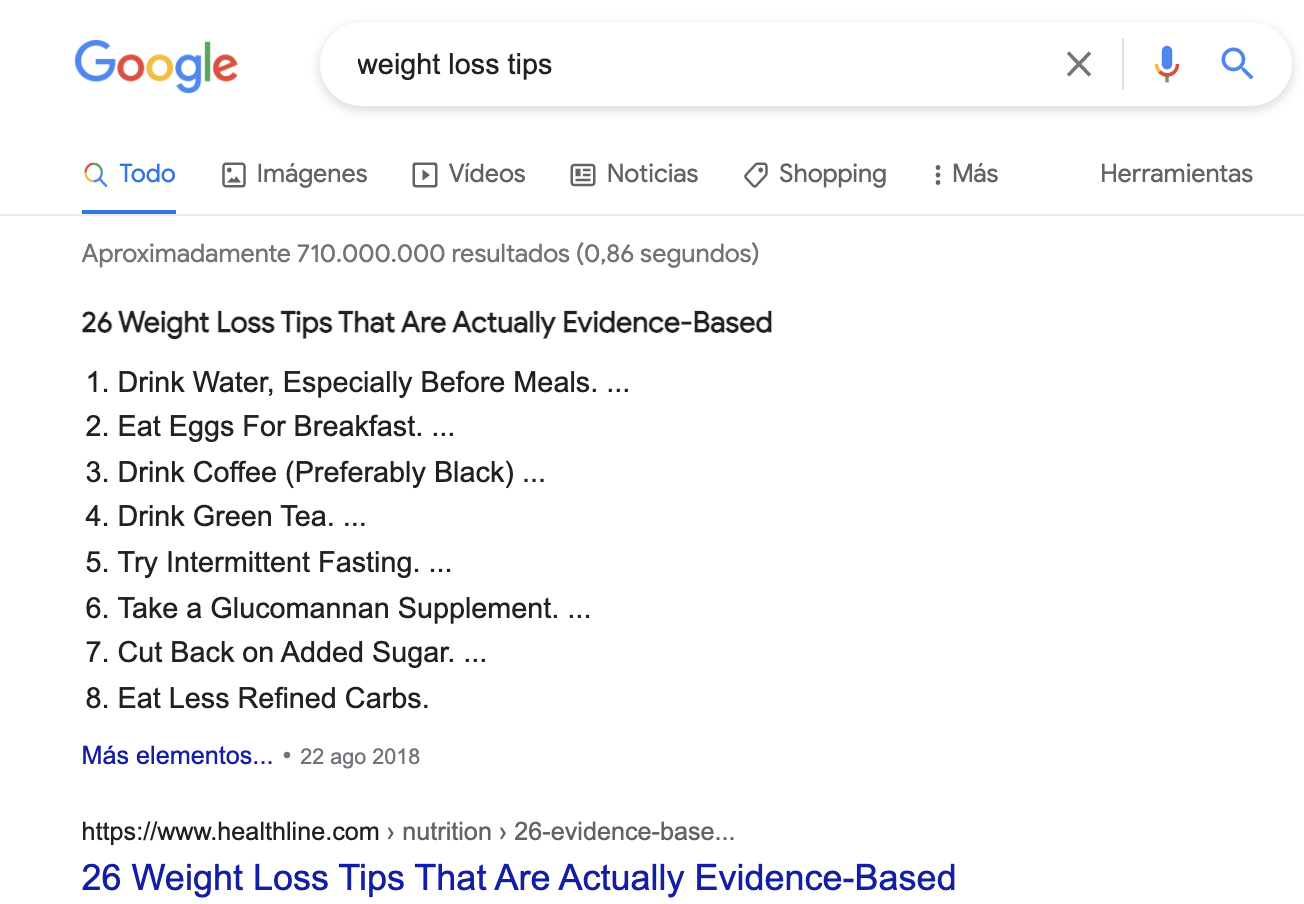 Google
weight loss tips
Todo Imágenes Vídeos Noticias Shopping Más Herramientas
Aproximadamente 710.000.000 resultados (0,86 segundos)
26 Weight Loss Tips That Are Actually Evidence-Based
1. Drink Water, Especially Before Meals. ...
2. Eat Eggs For Breakfast. ...
3. Drink Coffee (Preferably Black) ...
4. Drink Green Tea. ...
5. Try Intermittent Fasting. ...
6. Take a Glucomannan Supplement. ...
7. Cut Back on Added Sugar. ...
8. Eat Less Refined Carbs.
Más elementos... • 22 ago 2018
https://www.healthline.com › nutrition › 26-evidence-base...
26 Weight Loss Tips That Are Actually Evidence-Based